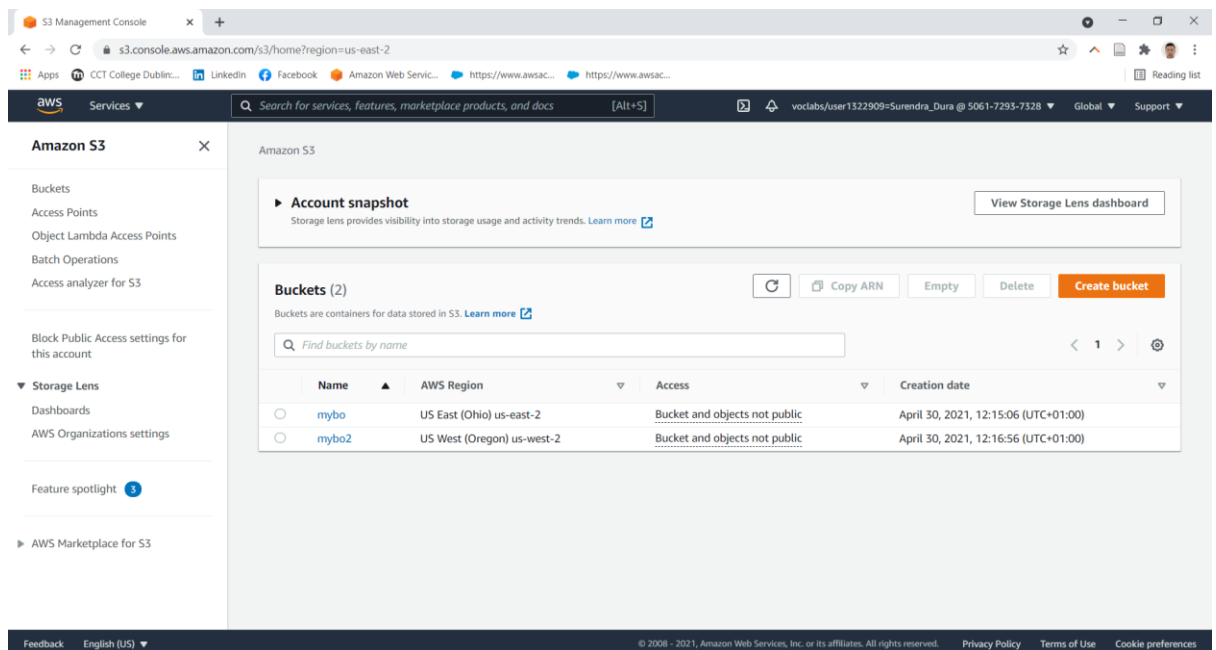 S3 Management Console
s3.console.aws.amazon.com/s3/home?region=us-east-2
Apps CCT College Dublin:... LinkedIn Facebook Amazon Web Servic... https://www.awsac... https://www.awsac... Reading list
aws Services Search for services, features, marketplace products, and docs [Alt+S] voclabs/user1322909=Surendra_Dura @ 5061-7293-7328 Global Support
Amazon S3
Buckets
Access Points
Object Lambda Access Points
Batch Operations
Access analyzer for S3
Block Public Access settings for
this account
Storage Lens
Dashboards
AWS Organizations settings
Feature spotlight 3
AWS Marketplace for S3
Amazon S3
Account snapshot
Storage lens provides visibility into storage usage and activity trends. Learn more
View Storage Lens dashboard
Buckets (2)
Buckets are containers for data stored in S3. Learn more
Copy ARN Empty Delete Create bucket
Find buckets by name
1
Name AWS Region Access Creation date
mybo US East (Ohio) us-east-2 Bucket and objects not public April 30, 2021, 12:15:06 (UTC+01:00)
mybo2 US West (Oregon) us-west-2 Bucket and objects not public April 30, 2021, 12:16:56 (UTC+01:00)
Feedback English (US) © 2008 - 2021, Amazon Web Services, Inc. or its affiliates. All rights reserved. Privacy Policy Terms of Use Cookie preferences